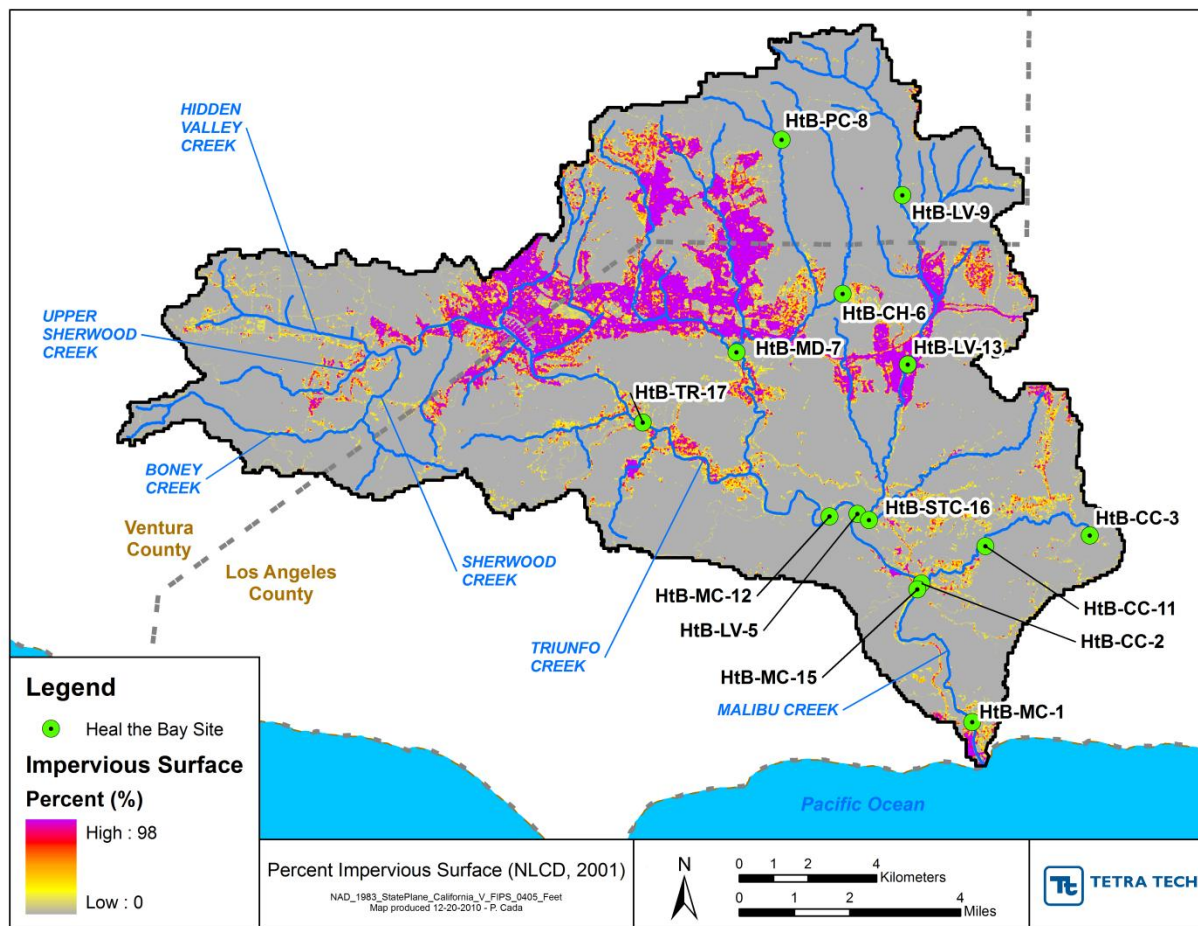 HtB-PC-8
HIDDEN
VALLEY
CREEK
HtB-LV-9
UPPER
SHERWOOD
CREEK
HtB-CH-6
HtB-MD-7
HtB-LV-13
HtB-TR-17
BONEY
CREEK
HtB-STC-16
HtB-CC-3
Ventura
County
Los Angeles
County
SHERWOOD
CREEK
HtB-MC-12
HtB-CC-11
HtB-LV-5
HtB-CC-2
TRIUNFO
CREEK
HtB-MC-15
MALIBU CREEK
HtB-MC-1
Pacific Ocean
Legend
Heal the Bay Site
Impervious Surface
Percent (%)
High : 98
Low : 0
Percent Impervious Surface (NLCD, 2001)
NAD_1983_StatePlane_California_V_FIPS_0405_Feet
Map produced 12-20-2010 - P. Cada
N
0 1 2 4
Kilometers
0 1 2 4
Miles
Tt TETRA TECH